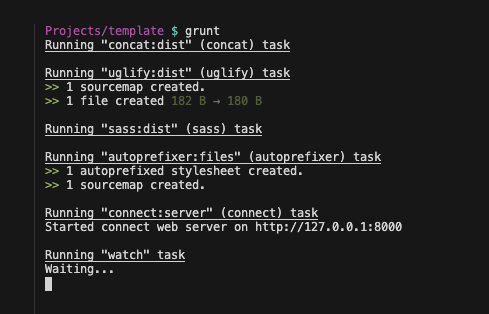 Projects/template $ grunt
Running "concat:dist" (concat) task
Running "uglify:dist" (uglify) task
>> 1 sourcemap created.
>> 1 file created 182 B → 180 B
Running "sass:dist" (sass) task
Running "autoprefixer:files" (autoprefixer) task
>> 1 autoprefixed stylesheet created.
>> 1 sourcemap created.
Running "connect:server" (connect) task
Started connect web server on http://127.0.0.1:8000
Running "watch" task
Waiting...